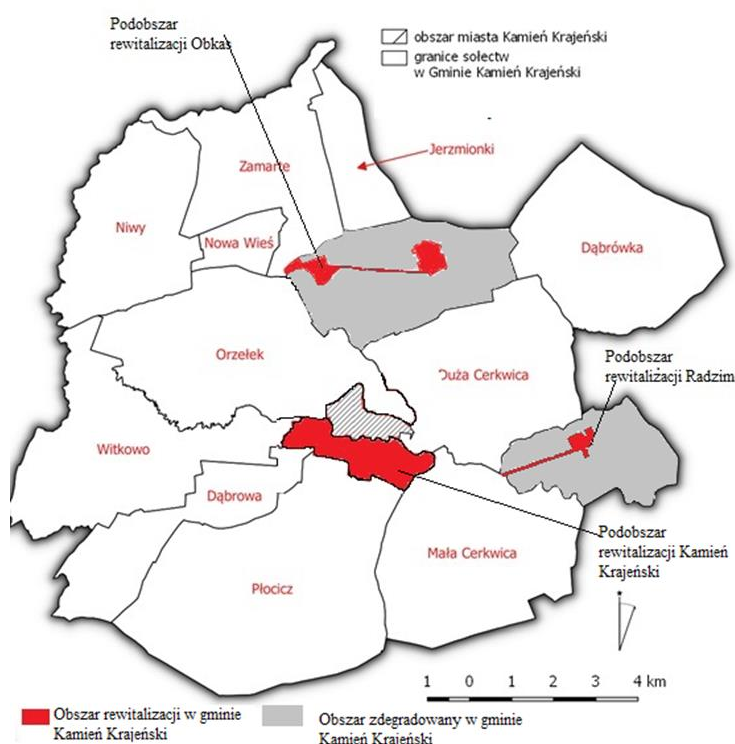 Podobszar
rewitalizacji Obkas
obszar miasta Kamień Krajeński
granice sołectw
w Gminie Kamień Krajeński
Jerzmionki
Zamarte
Niwy
Nowa Wieś
Dąbrówka
Orzełek
Duża Cerkwica
Podobszar
rewitalizacji Radzim
Witkowo
Dąbrowa
Podobszar
rewitalizacji Kamień
Krajeński
Mała Cerkwica
Płocicz
1 0 1 2 3 4 km
Obszar rewitalizacji w gminie
Kamień Krajeński
Obszar zdegradowany w gminie
Kamień Krajeński